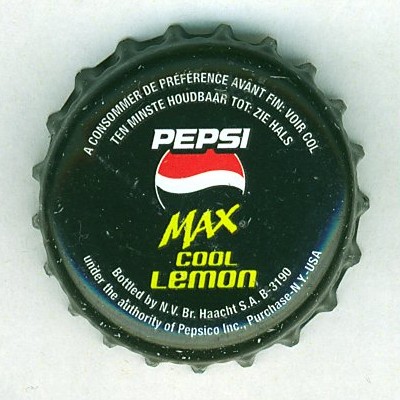 A CONSOMMER DE PRÉFÉRENCE AVANT FIN: VOIR COL
TEN MINSTE HOUDBAAR TOT: ZIE HALS
PEPSI
MAX
COOL
LEMON
Bottled by N.V. Br. Haacht S.A. B-3190
under the authority of Pepsico Inc., Purchase-N.Y.-USA